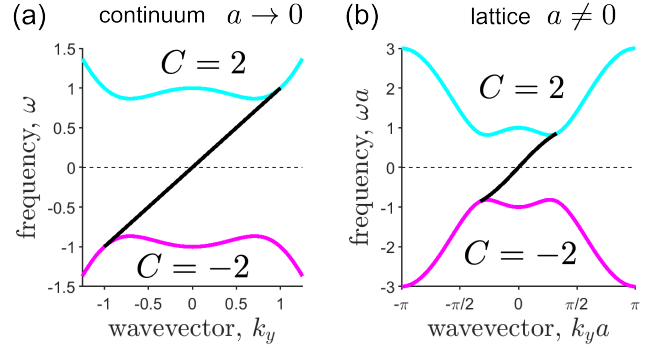 (a) continuum a → 0
1.5
1
0.5
0
-0.5
-1
-1.5
frequency, ω
C = 2
C = −2
-1 -0.5 0 0.5 1
wavevector, k_y
(b) lattice a ≠ 0
3
2
1
0
-1
-2
-3
frequency, ωa
C = 2
C = −2
-π -π/2 0 π/2 π
wavevector, k_y a